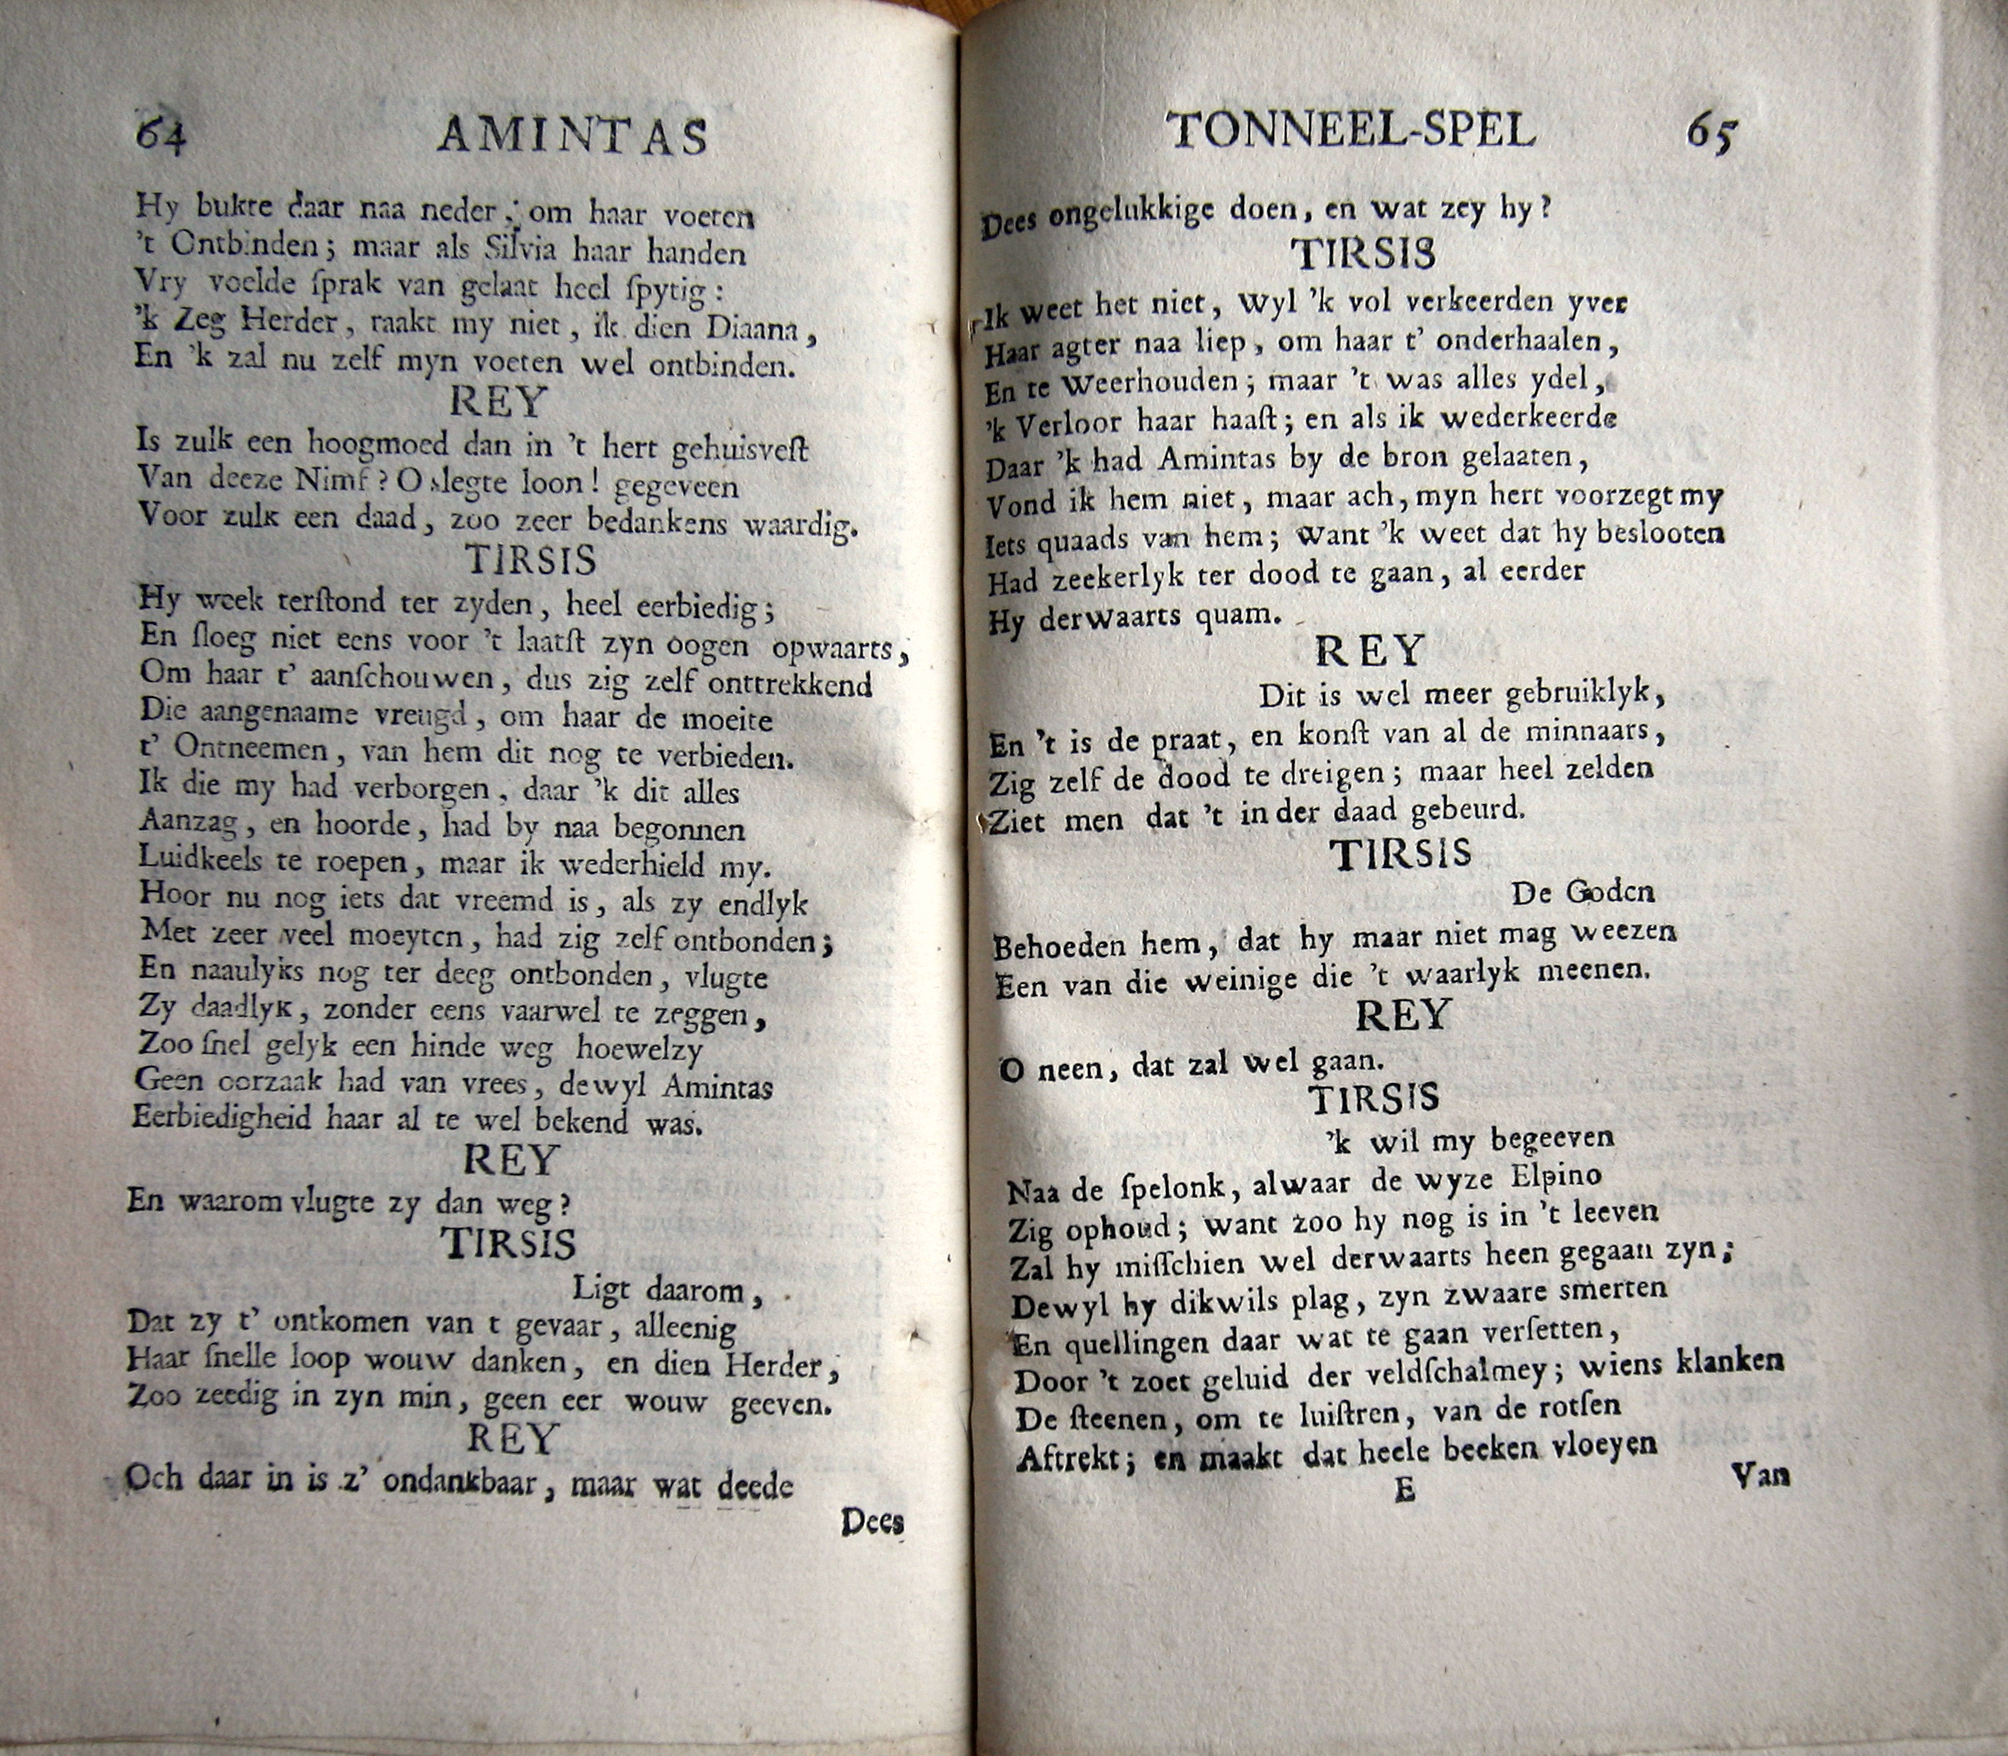 64 AMINTAS
Hy bukte daar naa neder, om haar voeten
't Ontbinden; maar als Silvia haar handen
Vry voelde ſprak van gelaat heel ſpytig:
'k Zeg Herder, raakt my niet, ik dien Diaana,
En 'k zal nu zelf myn voeten wel ontbinden.
REY
Is zulk een hoogmoed dan in 't hert gehuisveſt
Van deeze Nimf? O slegte loon! gegeveen
Voor zulk een daad, zoo zeer bedankens waardig.
TIRSIS
Hy week terſtond ter zyden, heel eerbiedig;
En ſloeg niet eens voor 't laatſt zyn oogen opwaarts,
Om haar t' aanſchouwen, dus zig zelf onttrekkend
Die aangenaame vreugd, om haar de moeite
t' Ontneemen, van hem dit nog te verbieden.
Ik die my had verborgen, daar 'k dit alles
Aanzag, en hoorde, had by naa begonnen
Luidkeels te roepen, maar ik wederhield my.
Hoor nu nog iets dat vreemd is, als zy endlyk
Met zeer veel moeyten, had zig zelf ontbonden;
En naaulyks nog ter deeg ontbonden, vlugte
Zy daadlyk, zonder eens vaarwel te zeggen,
Zoo ſnel gelyk een hinde weg hoewelzy
Geen oorzaak had van vrees, dewyl Amintas
Eerbiedigheid haar al te wel bekend was.
REY
En waarom vlugte zy dan weg?
TIRSIS
Ligt daarom,
Dat zy t' ontkomen van t gevaar, alleenig
Haar ſnelle loop wouw danken, en dien Herder,
Zoo zeedig in zyn min, geen eer wouw geeven.
REY
Och daar in is z' ondankbaar, maar wat deede
Dees
TONNEEL-SPEL 65
Dees ongelukkige doen, en wat zey hy?
TIRSIS
Ik weet het niet, wyl 'k vol verkeerden yver
Haar agter naa liep, om haar t' onderhaalen,
En te weerhouden; maar 't was alles ydel,
'k Verloor haar haaſt; en als ik wederkeerde
Daar 'k had Amintas by de bron gelaaten,
Vond ik hem niet, maar ach, myn hert voorzegt my
Iets quaads van hem; want 'k weet dat hy beslooten
Had zeekerlyk ter dood te gaan, al eerder
Hy derwaarts quam.
REY
Dit is wel meer gebruiklyk,
En 't is de praat, en konſt van al de minnaars,
Zig zelf de dood te dreigen; maar heel zelden
Ziet men dat 't in der daad gebeurd.
TIRSIS
De Goden
Behoeden hem, dat hy maar niet mag weezen
Een van die weinige die 't waarlyk meenen.
REY
O neen, dat zal wel gaan.
TIRSIS
'k wil my begeeven
Naa de ſpelonk, alwaar de wyze Elpino
Zig ophoud; want zoo hy nog is in 't leeven
Zal hy miſſchien wel derwaarts heen gegaan zyn;
Dewyl hy dikwils plag, zyn zwaare smerten
En quellingen daar wat te gaan verſetten,
Door 't zoet geluid der veldſchalmey; wiens klanken
De ſteenen, om te luiſtren, van de rotſen
Aftrekt; en maakt dat heele beeken vloeyen
E Van